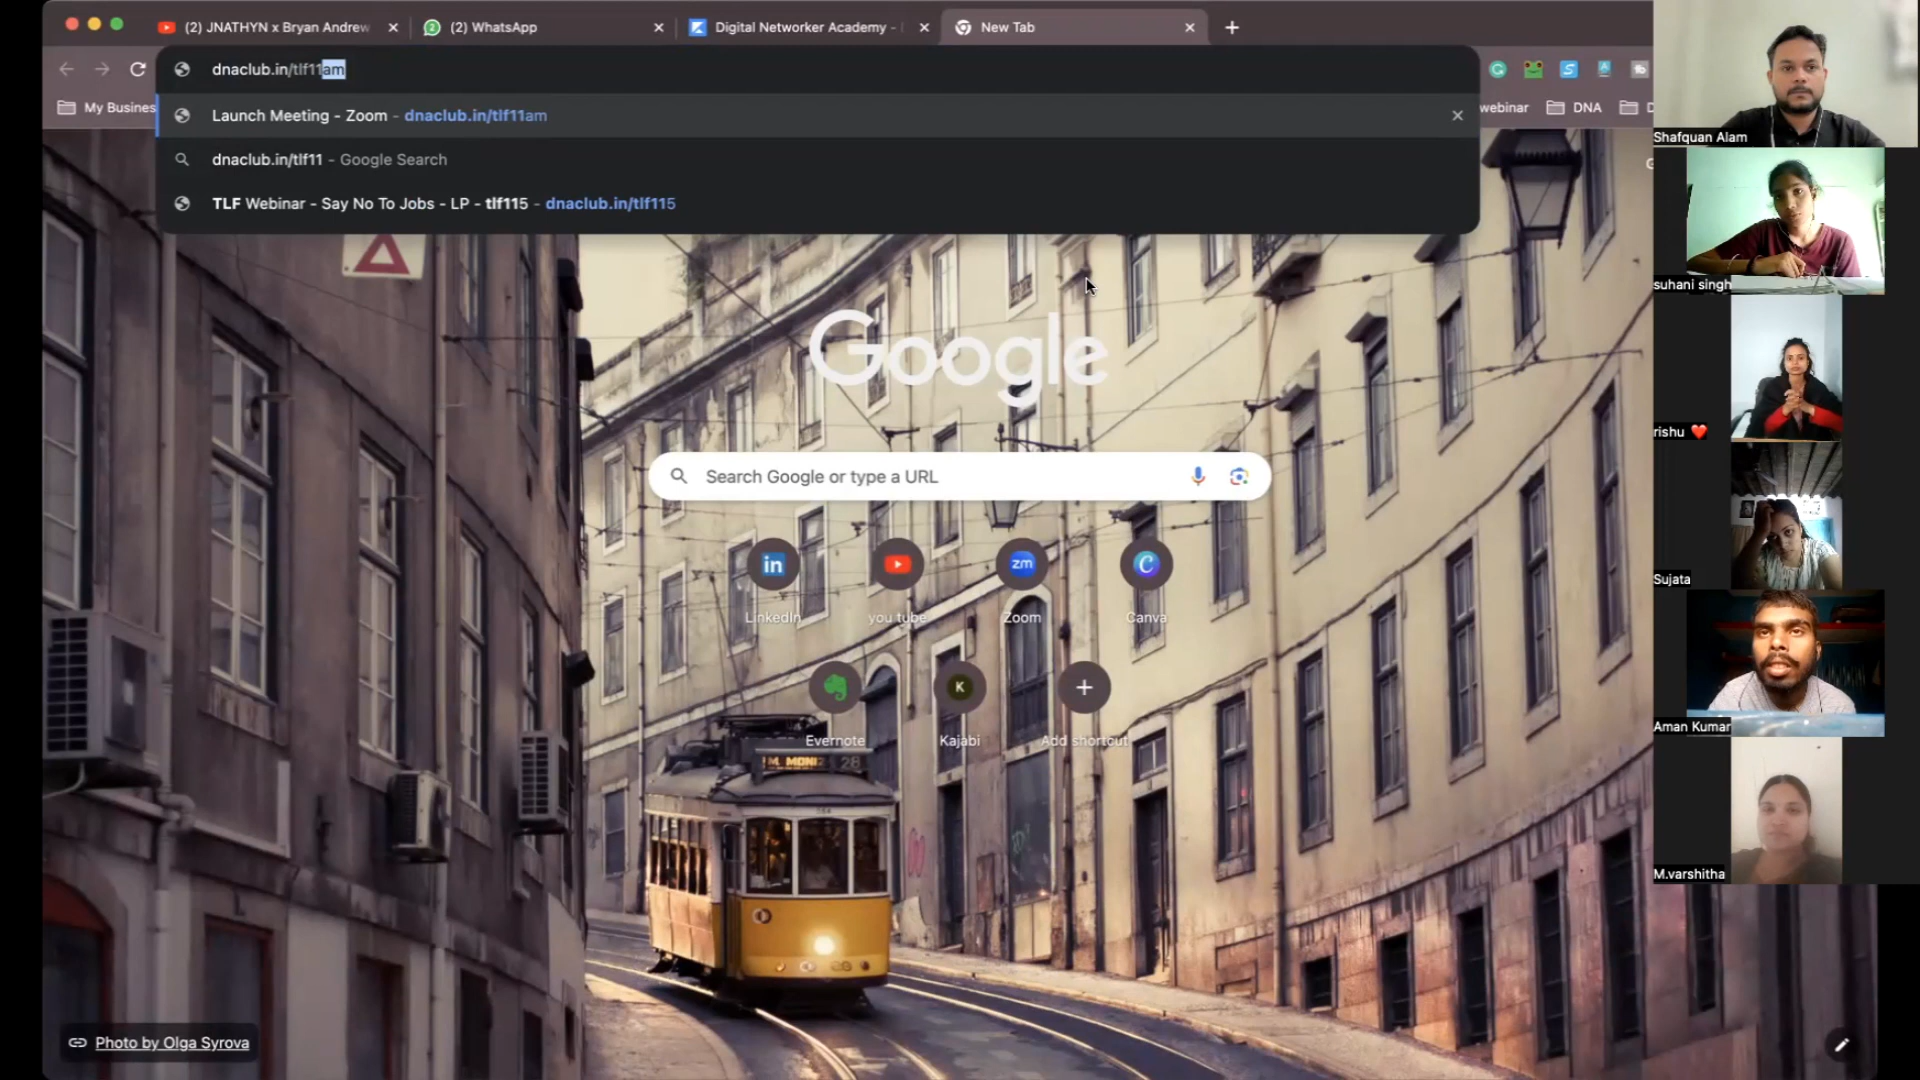 (2) JNATHYN x Bryan Andrew
(2) WhatsApp
Digital Networker Academy -
New Tab
dnaclub.in/tlf11am
My Busines
webinar
DNA
Launch Meeting - Zoom - dnaclub.in/tlf11am
dnaclub.in/tlf11 - Google Search
TLF Webinar - Say No To Jobs - LP - tlf115 - dnaclub.in/tlf115
Google
Search Google or type a URL
in
zm
LinkedIn
you tube
Zoom
Canva
K
Evernote
Kajabi
Add shortcut
28
Photo by Olga Syrova
Shafquan Alam
suhani singh
rishu ❤️
Sujata
Aman Kumar
M.varshitha